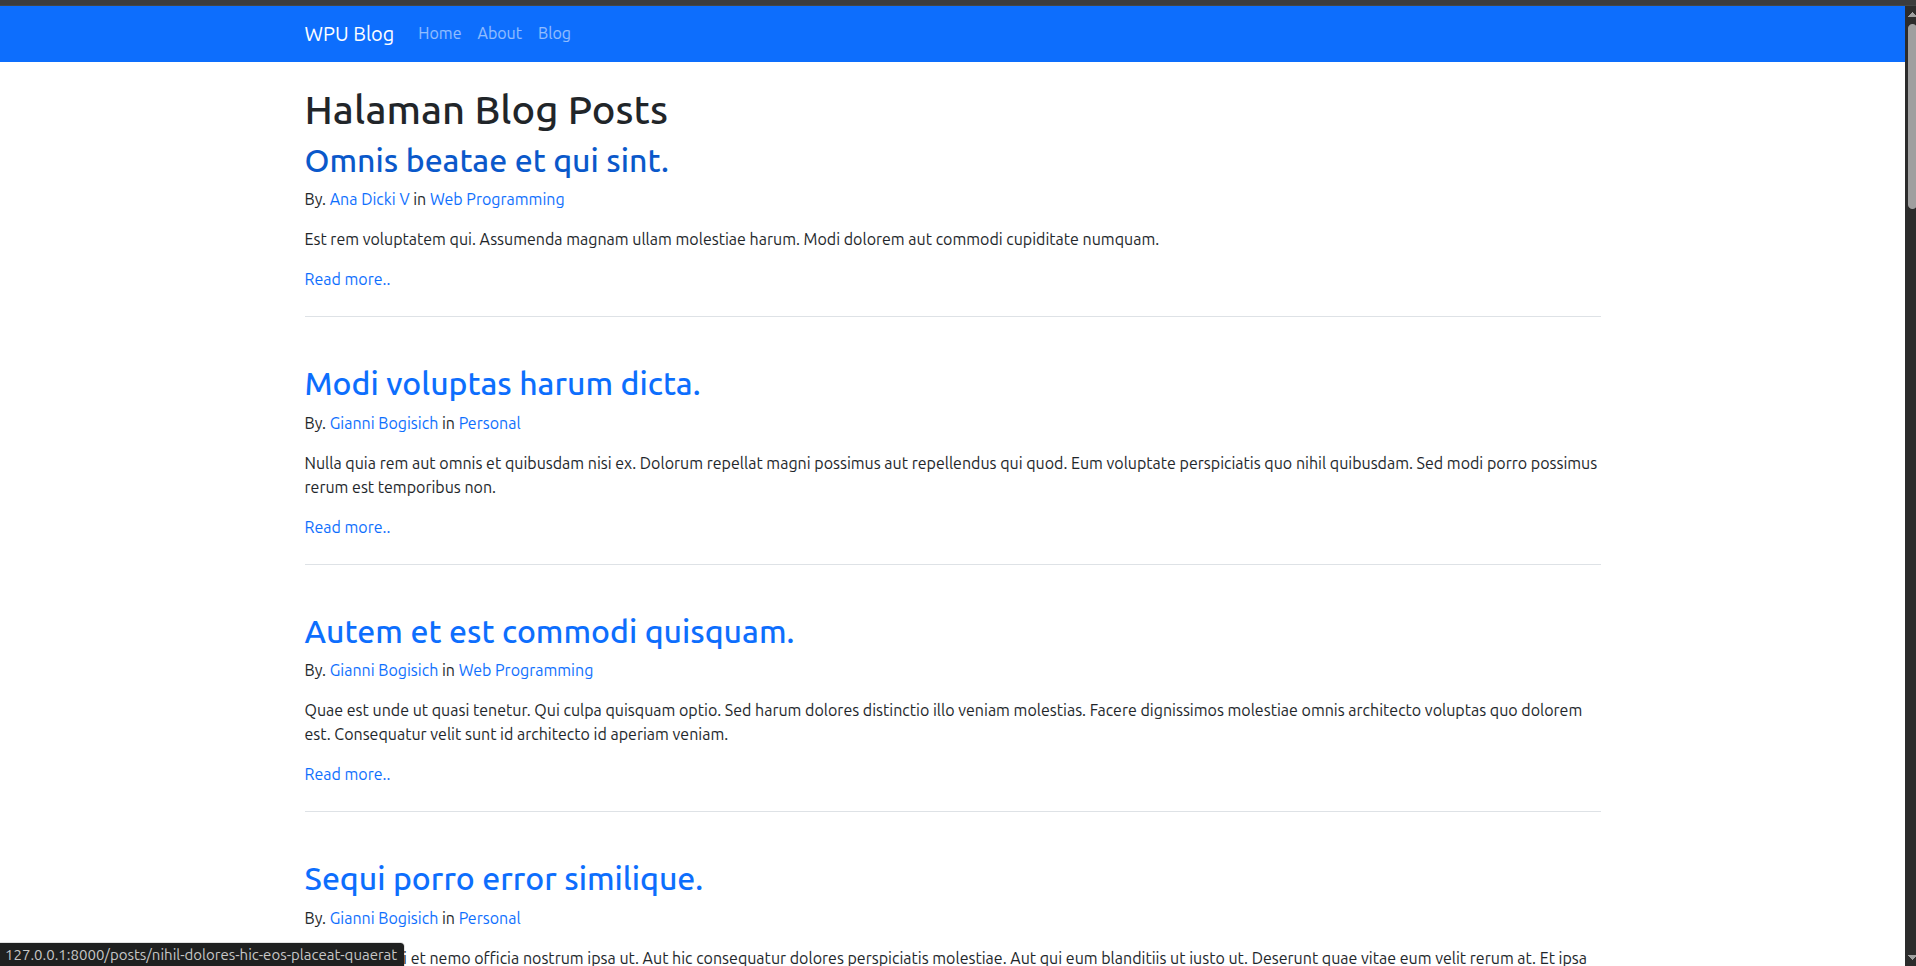 WPU Blog Home About Blog
Halaman Blog Posts
Omnis beatae et qui sint.
By. Ana Dicki V in Web Programming
Est rem voluptatem qui. Assumenda magnam ullam molestiae harum. Modi dolorem aut commodi cupiditate numquam.
Read more..
Modi voluptas harum dicta.
By. Gianni Bogisich in Personal
Nulla quia rem aut omnis et quibusdam nisi ex. Dolorum repellat magni possimus aut repellendus qui quod. Eum voluptate perspiciatis quo nihil quibusdam. Sed modi porro possimus
rerum est temporibus non.
Read more..
Autem et est commodi quisquam.
By. Gianni Bogisich in Web Programming
Quae est unde ut quasi tenetur. Qui culpa quisquam optio. Sed harum dolores distinctio illo veniam molestias. Facere dignissimos molestiae omnis architecto voluptas quo dolorem
est. Consequatur velit sunt id architecto id aperiam veniam.
Read more..
Sequi porro error similique.
By. Gianni Bogisich in Personal
et nemo officia nostrum ipsa ut. Aut hic consequatur dolores perspiciatis molestiae. Aut qui eum blanditiis ut iusto ut. Deserunt quae vitae eum velit rerum at. Et ipsa
127.0.0.1:8000/posts/nihil-dolores-hic-eos-placeat-quaerat